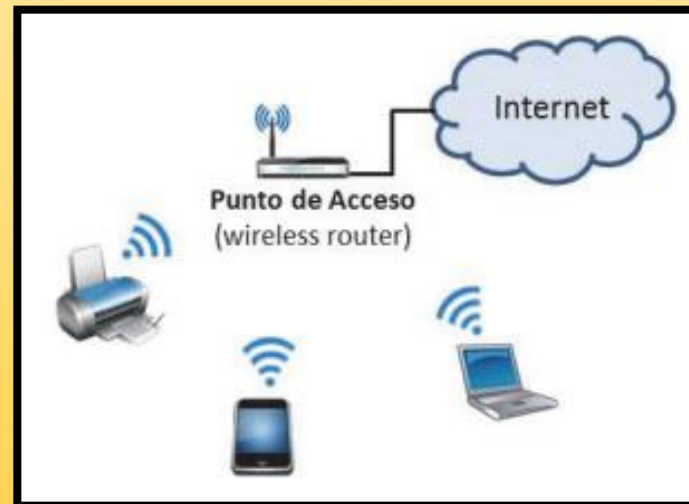 Internet
Punto de Acceso
(wireless router)